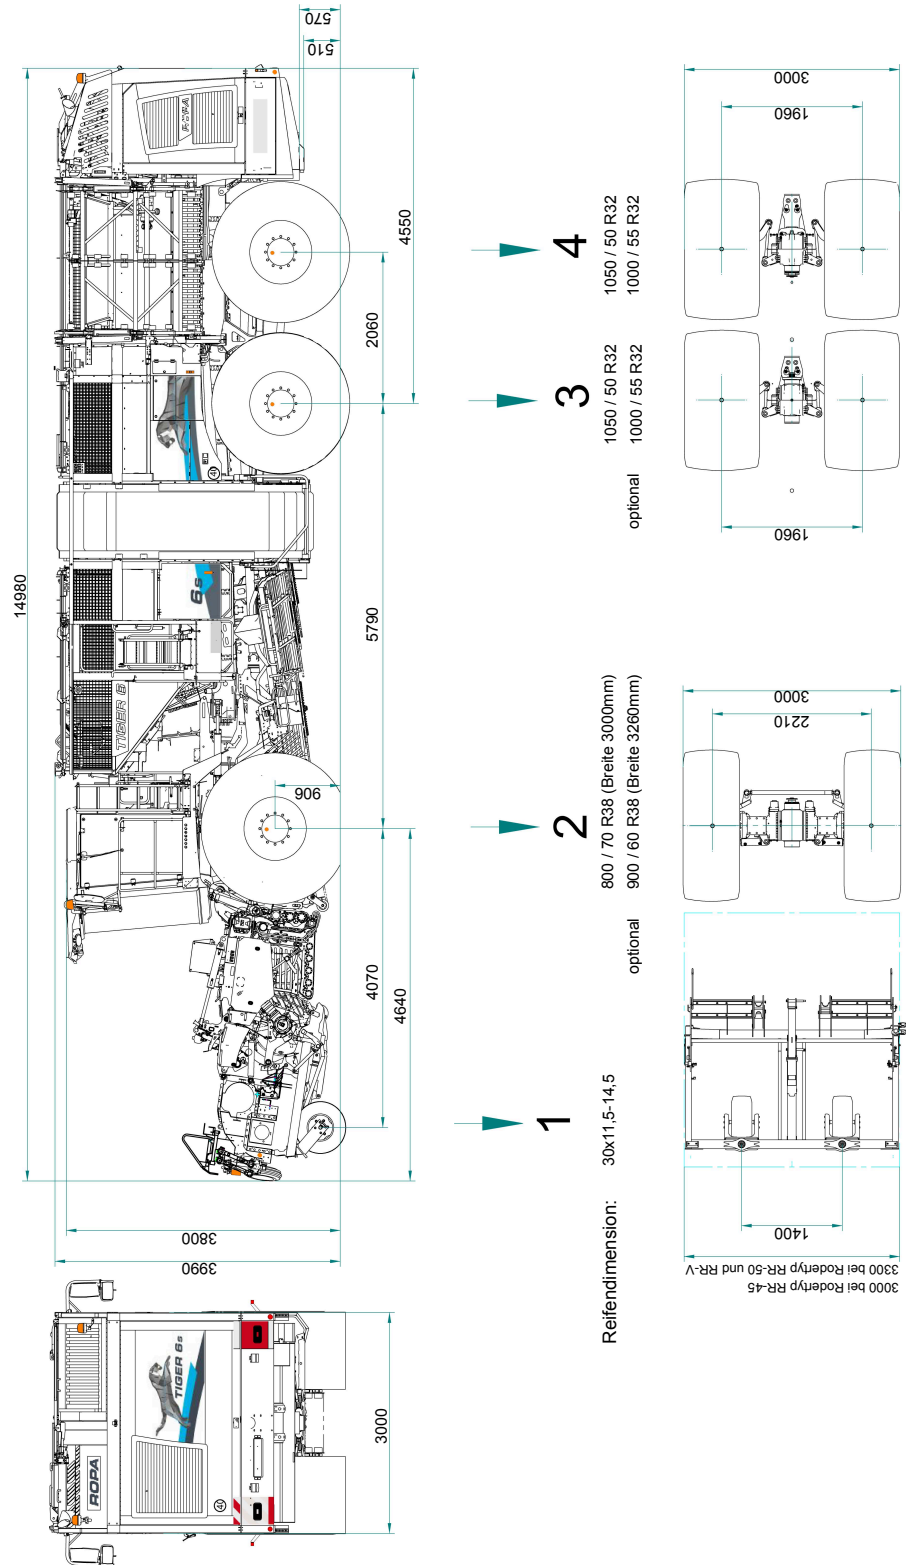 14980
3990
3800
570
510
906
4070
4640
5790
2060
4550
3000
ROPA
TIGER 6s
40
TIGER 6
6s
40
ROPA
1
2
3
4
Reifendimension:
30x11,5-14,5
800 / 70 R38 (Breite 3000mm)
optional
900 / 60 R38 (Breite 3260mm)
1050 / 50 R32
optional
1000 / 55 R32
1050 / 50 R32
1000 / 55 R32
3000 bei Rodertyp RR-45
3300 bei Rodertyp RR-50 und RR-V
1400
2210
3000
1960
1960
3000